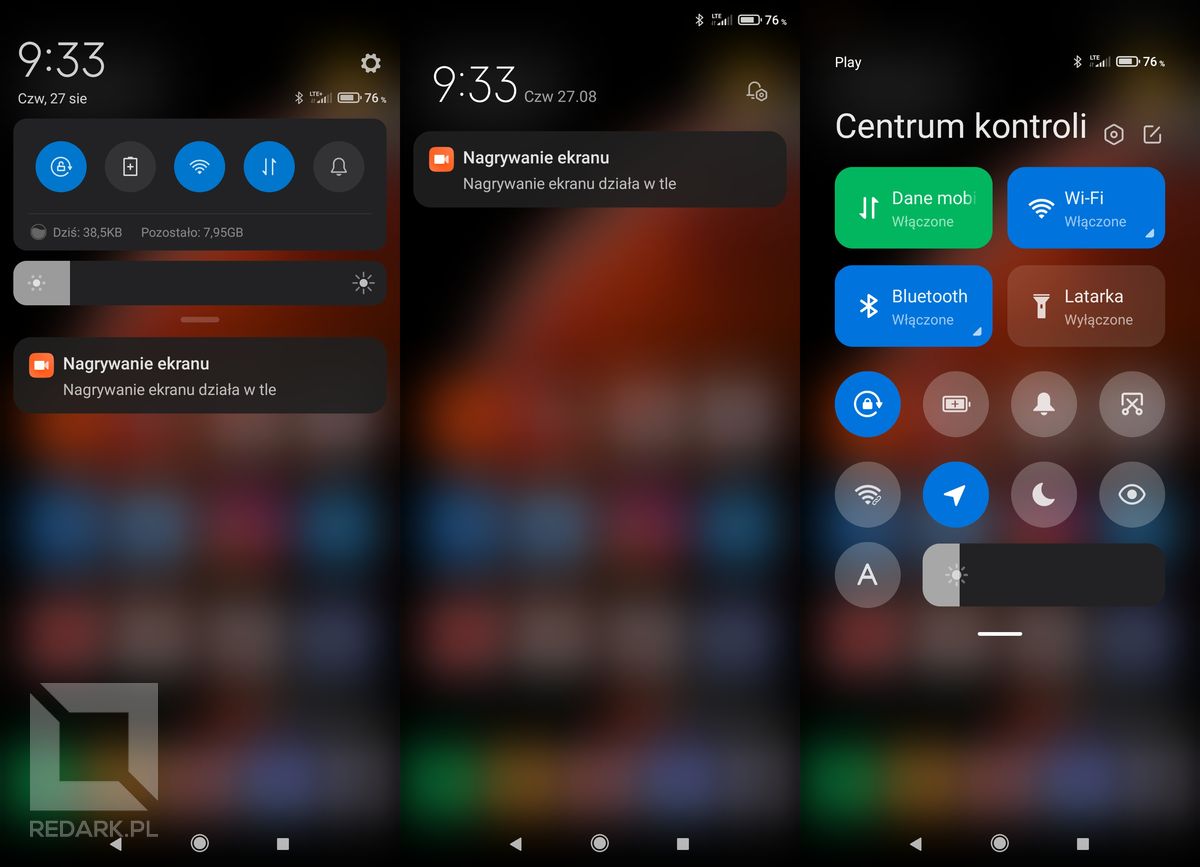 9:33
Czw, 27 sie
LTE+
76 %
Dziś: 38,5KB Pozostało: 7,95GB
Nagrywanie ekranu
Nagrywanie ekranu działa w tle
REDARK.PL
LTE
76 %
9:33 Czw 27.08
Nagrywanie ekranu
Nagrywanie ekranu działa w tle
Play
LTE
76 %
Centrum kontroli
Dane mobi
Włączone
Wi-Fi
Włączone
Bluetooth
Włączone
Latarka
Wyłączone
A